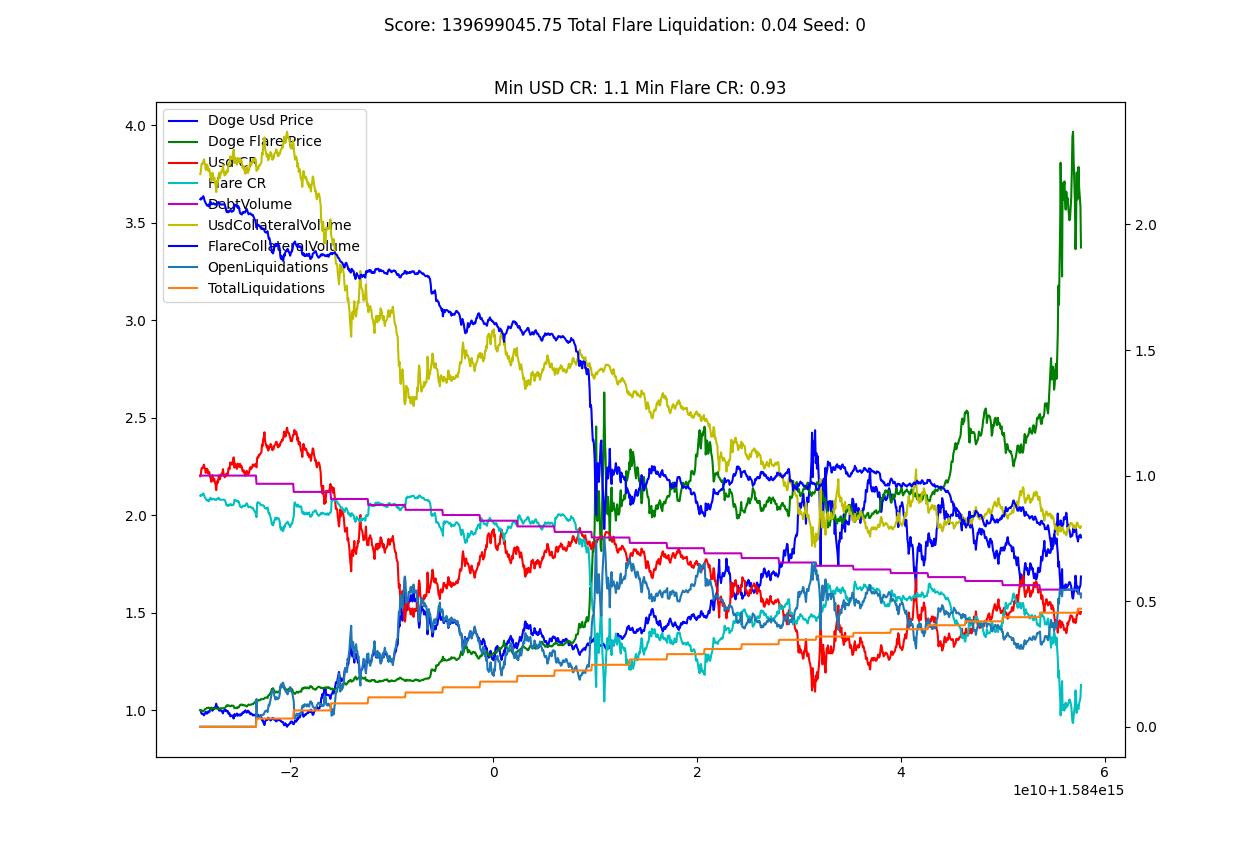 Score: 139699045.75 Total Flare Liquidation: 0.04 Seed: 0
Min USD CR: 1.1 Min Flare CR: 0.93
Doge Usd Price
Doge Flare Price
Usd CR
Flare CR
DebtVolume
UsdCollateralVolume
FlareCollateralVolume
OpenLiquidations
TotalLiquidations
4.0
3.5
3.0
2.5
2.0
1.5
1.0
2.0
1.5
1.0
0.5
0.0
−2
0
2
4
6
1e10+1.584e15